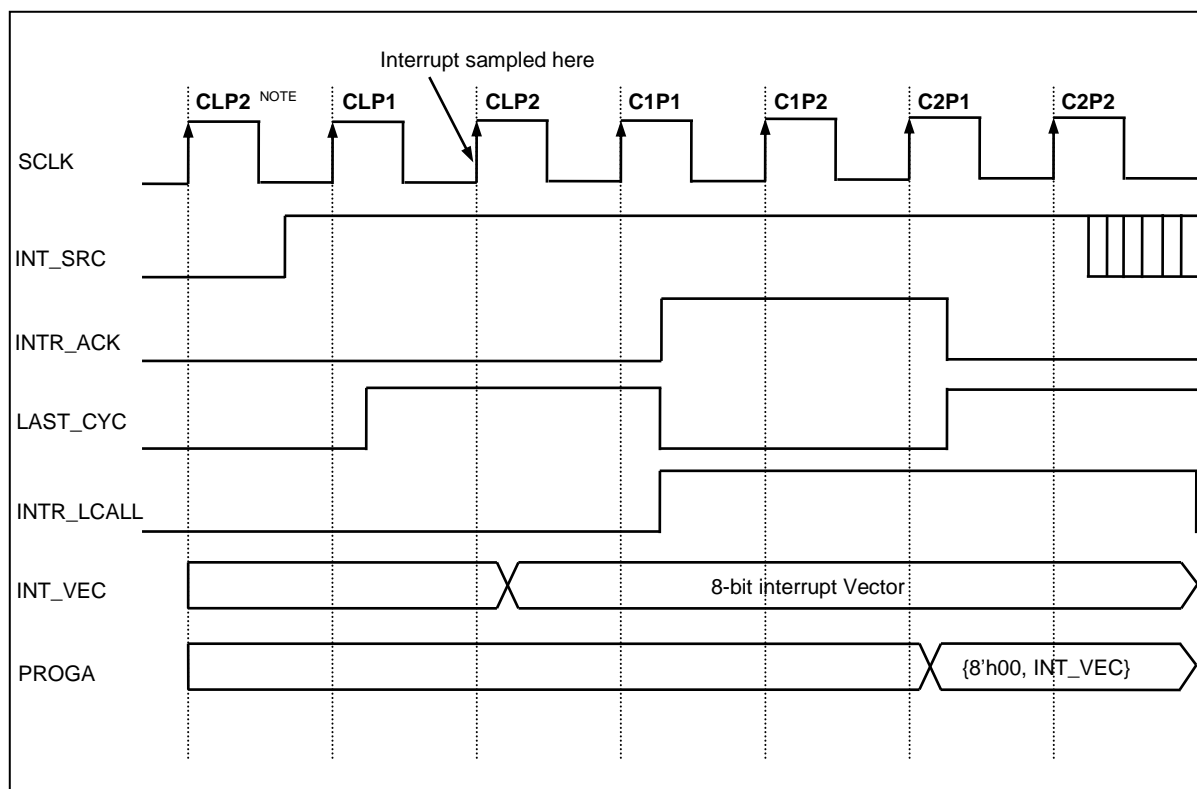 Interrupt sampled here
CLP2 NOTE CLP1 CLP2 C1P1 C1P2 C2P1 C2P2
SCLK
INT_SRC
INTR_ACK
LAST_CYC
INTR_LCALL
INT_VEC 8-bit interrupt Vector
PROGA {8’h00, INT_VEC}